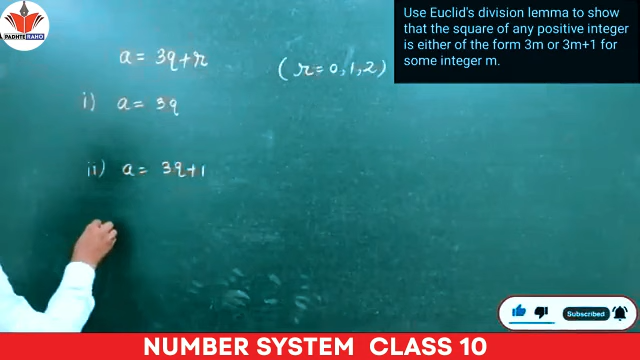 PADHTE RAHO
Use Euclid's division lemma to show
that the square of any positive integer
is either of the form 3m or 3m+1 for
some integer m.
a = 3q+r
(r=0,1,2)
i) a = 3q
ii) a = 3q+1
Subscribed
NUMBER SYSTEM CLASS 10